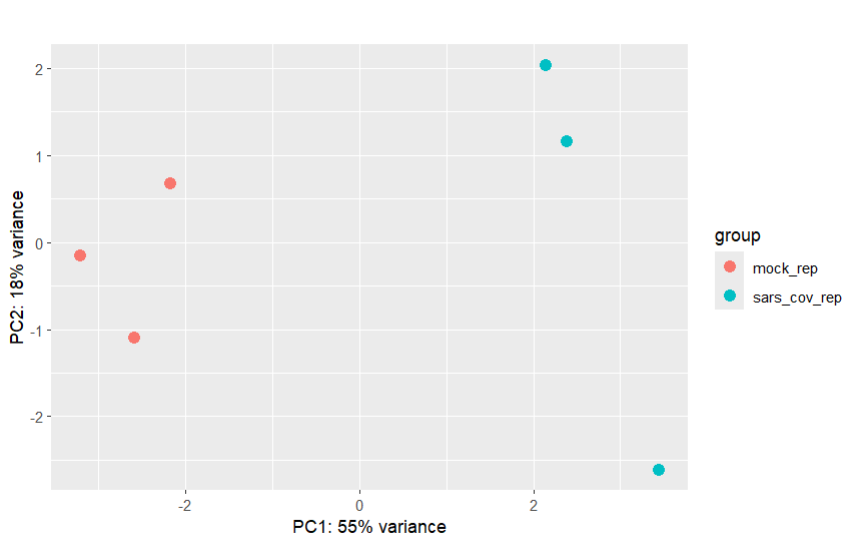 2
1
0
-1
-2
PC2: 18% variance
-2
0
2
PC1: 55% variance
group
mock_rep
sars_cov_rep